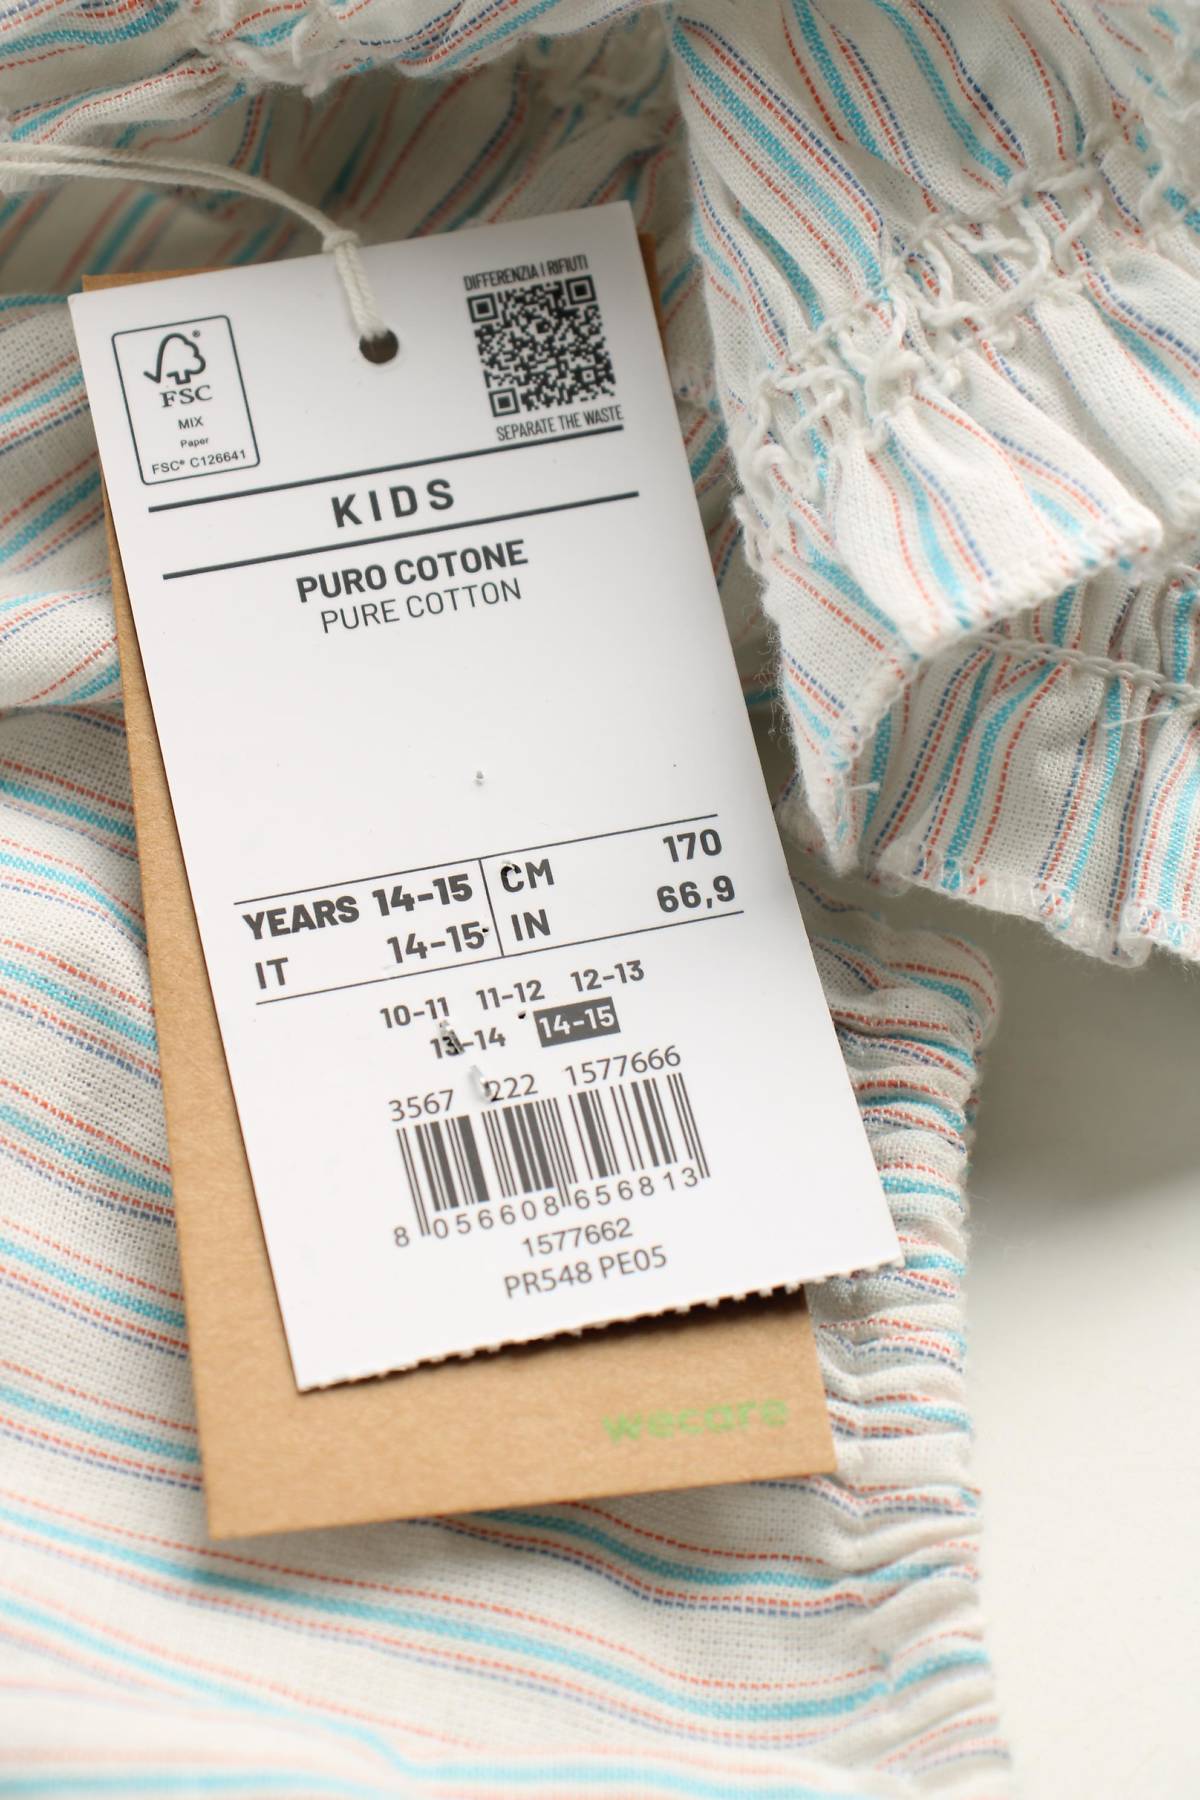 DIFFERENZIA I RIFIUTI
SEPARATE THE WASTE
FSC®
MIX
Paper
FSC® C126641
KIDS
PURO COTONE
PURE COTTON
YEARS 14-15 CM 170
IT 14-15 IN 66,9
10-11 11-12 12-13
13-14 14-15
3567 222 1577666
8 056608 656813
1577662
PR548 PE05
wecare